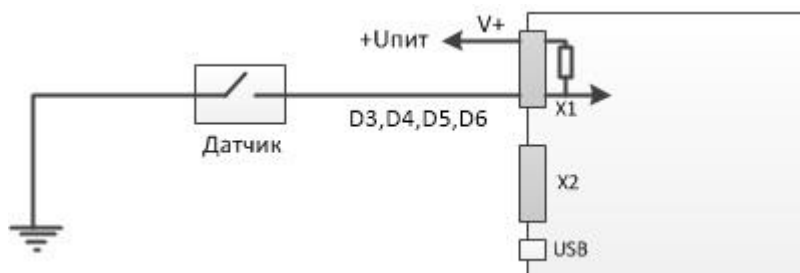 +Uпит
V+
D3,D4,D5,D6
X1
Датчик
X2
USB